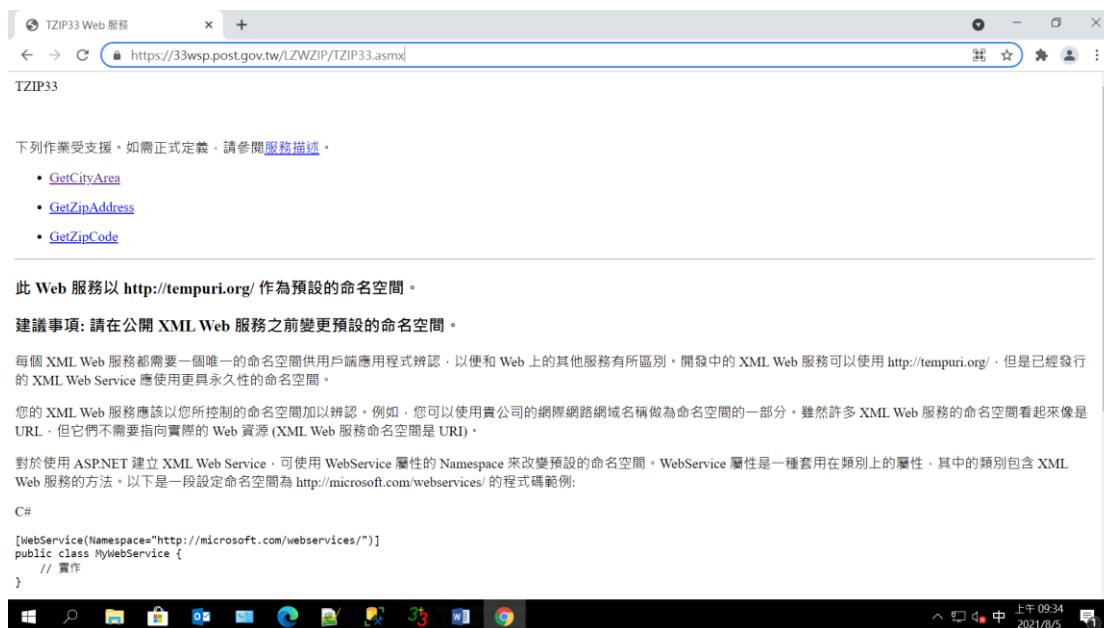 TZIP33 Web 服務
https://33wsp.post.gov.tw/LZWZIP/TZIP33.asmx
TZIP33
下列作業受支援。如需正式定義，請參閱服務描述。
• GetCityArea
• GetZipAddress
• GetZipCode
此 Web 服務以 http://tempuri.org/ 作為預設的命名空間。
建議事項: 請在公開 XML Web 服務之前變更預設的命名空間。
每個 XML Web 服務都需要一個唯一的命名空間供用戶端應用程式辨認，以便和 Web 上的其他服務有所區別。開發中的 XML Web 服務可以使用 http://tempuri.org/，但是已經發行
的 XML Web Service 應使用更具永久性的命名空間。
您的 XML Web 服務應該以您所控制的命名空間加以辨認。例如，您可以使用貴公司的網際網路網域名稱做為命名空間的一部分。雖然許多 XML Web 服務的命名空間看起來像是
URL，但它們不需要指向實際的 Web 資源 (XML Web 服務命名空間是 URI)。
對於使用 ASP.NET 建立 XML Web Service，可使用 WebService 屬性的 Namespace 來改變預設的命名空間。WebService 屬性是一種套用在類別上的屬性，其中的類別包含 XML
Web 服務的方法。以下是一段設定命名空間為 http://microsoft.com/webservices/ 的程式碼範例:
C#
[WebService(Namespace="http://microsoft.com/webservices/")]
public class MyWebService {
    // 實作
}
中
上午 09:34
2021/8/5